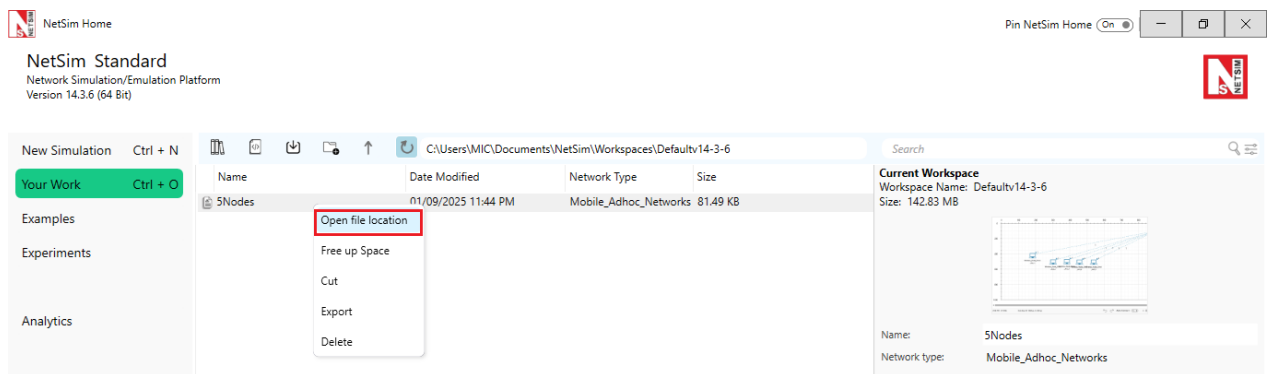 NETSIM
NetSim Home
Pin NetSim Home On
NetSim Standard
Network Simulation/Emulation Platform
Version 14.3.6 (64 Bit)
NETSIM
New Simulation Ctrl + N
Your Work Ctrl + O
Examples
Experiments
Analytics
C:\Users\MIC\Documents\NetSim\Workspaces\Defaultv14-3-6
Name Date Modified Network Type Size
5Nodes 01/09/2025 11:44 PM Mobile_Adhoc_Networks 81.49 KB
Open file location
Free up Space
Cut
Export
Delete
Search
Current Workspace
Workspace Name: Defaultv14-3-6
Size: 142.83 MB
Name: 5Nodes
Network type: Mobile_Adhoc_Networks